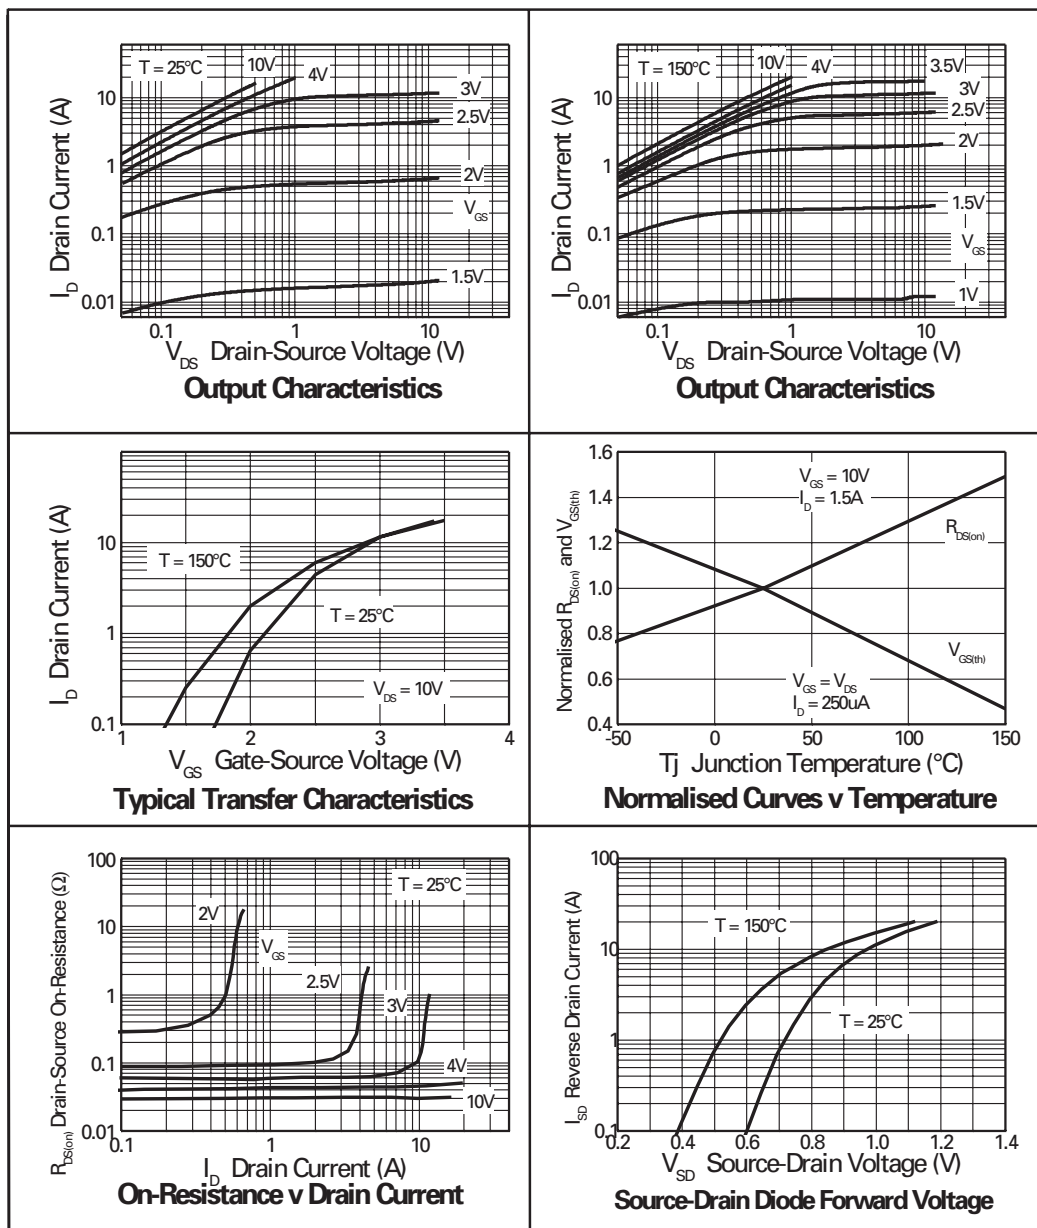 T = 25°C
10V
4V
3V
2.5V
2V
V_GS
1.5V
10
1
0.1
0.01
0.1
1
10
I_D Drain Current (A)
V_DS Drain-Source Voltage (V)
Output Characteristics
T = 150°C
10V
4V
3.5V
3V
2.5V
2V
1.5V
V_GS
1V
10
1
0.1
0.01
0.1
1
10
I_D Drain Current (A)
V_DS Drain-Source Voltage (V)
Output Characteristics
10
1
0.1
T = 150°C
T = 25°C
V_DS = 10V
1
2
3
4
I_D Drain Current (A)
V_GS Gate-Source Voltage (V)
Typical Transfer Characteristics
1.6
1.4
1.2
1.0
0.8
0.6
0.4
V_GS = 10V
I_D = 1.5A
R_DS(on)
V_GS(th)
V_GS = V_DS
I_D = 250uA
-50
0
50
100
150
Normalised R_DS(on) and V_GS(th)
Tj Junction Temperature (°C)
Normalised Curves v Temperature
100
10
1
0.1
0.01
T = 25°C
2V
V_GS
2.5V
3V
4V
10V
0.1
1
10
R_DS(on) Drain-Source On-Resistance (Ω)
I_D Drain Current (A)
On-Resistance v Drain Current
100
10
1
0.1
T = 150°C
T = 25°C
0.2
0.4
0.6
0.8
1.0
1.2
1.4
I_SD Reverse Drain Current (A)
V_SD Source-Drain Voltage (V)
Source-Drain Diode Forward Voltage